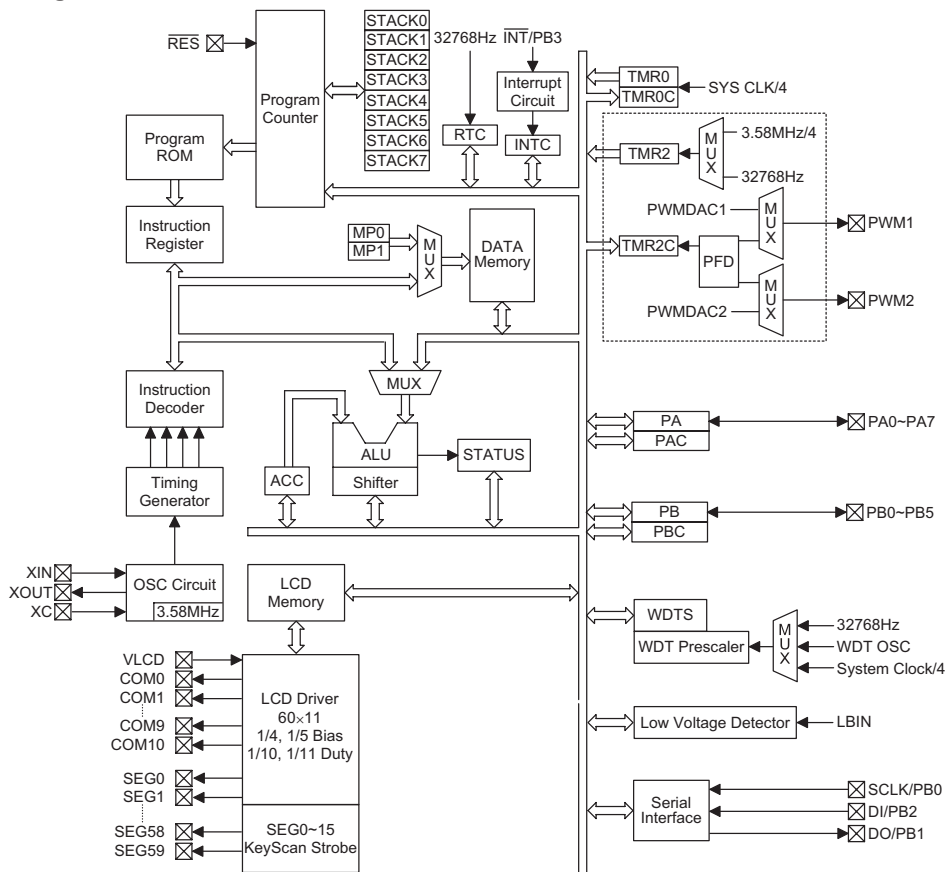 RES
Program
Counter
STACK0
STACK1
STACK2
STACK3
STACK4
STACK5
STACK6
STACK7
32768Hz
INT/PB3
Interrupt
Circuit
RTC
INTC
TMR0
TMR0C
SYS CLK/4
Program
ROM
Instruction
Register
MP0
MP1
MUX
DATA
Memory
TMR2
MUX
3.58MHz/4
32768Hz
PWMDAC1
MUX
PWM1
TMR2C
PFD
PWMDAC2
MUX
PWM2
Instruction
Decoder
MUX
ALU
Shifter
STATUS
ACC
Timing
Generator
PA
PAC
PA0~PA7
PB
PBC
PB0~PB5
XIN
XOUT
XC
OSC Circuit
3.58MHz
LCD
Memory
WDTS
WDT Prescaler
MUX
32768Hz
WDT OSC
System Clock/4
VLCD
COM0
COM1
COM9
COM10
SEG0
SEG1
SEG58
SEG59
LCD Driver
60×11
1/4, 1/5 Bias
1/10, 1/11 Duty
SEG0~15
KeyScan Strobe
Low Voltage Detector
LBIN
Serial
Interface
SCLK/PB0
DI/PB2
DO/PB1